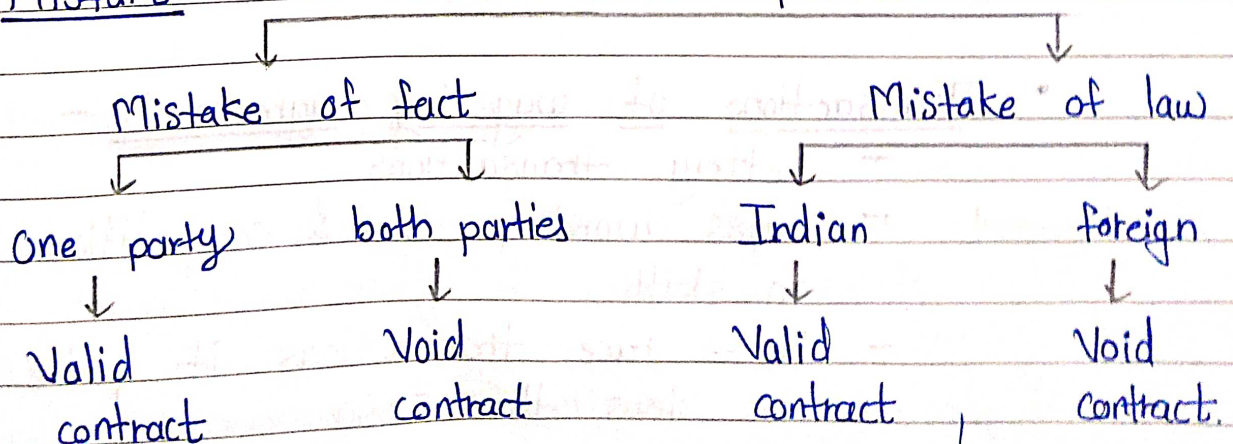 Mistake of fact Mistake of law
One party both parties Indian foreign
Valid Void Valid Void
contract contract contract contract.